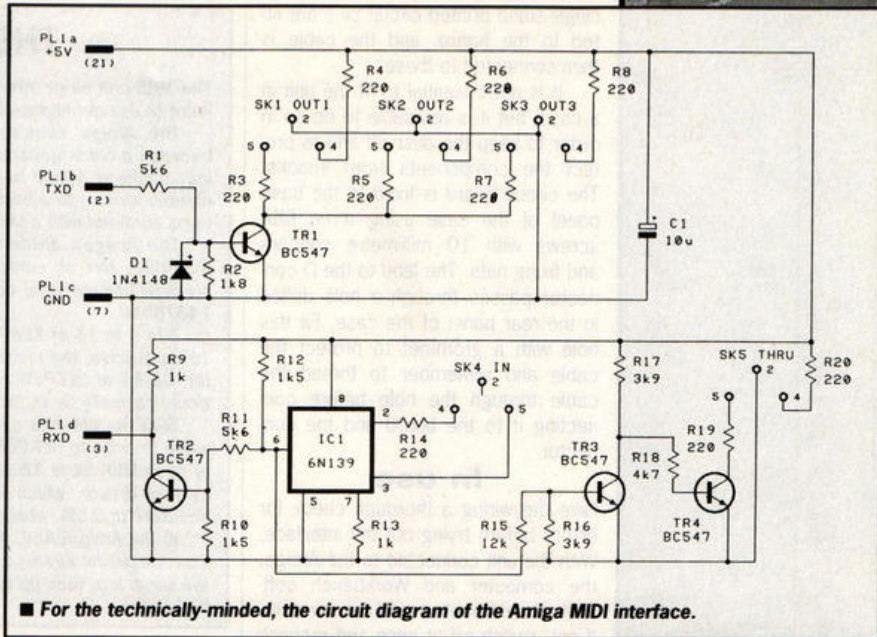 PL1a
+5V
(21)
R4
220
R6
220
R8
220
SK1 OUT1
2
SK2 OUT2
2
SK3 OUT3
2
5
4
5
4
5
4
PL1b
TXD
(2)
R1
5k6
R3
220
R5
220
R7
220
TR1
BC547
C1
10u
D1
1N4148
R2
1k8
PL1c
GND
(7)
R9
1k
R12
1k5
SK4 IN
2
R17
3k9
SK5 THRU
2
R20
220
8
2
4
5
5
4
R11
5k6
6
IC1
6N139
R14
220
R19
220
PL1d
RXD
(3)
TR2
BC547
3
TR3
BC547
R18
4k7
5
7
R10
1k5
R13
1k
R15
12k
R16
TR4
BC547
■ For the technically-minded, the circuit diagram of the Amiga MIDI interface.